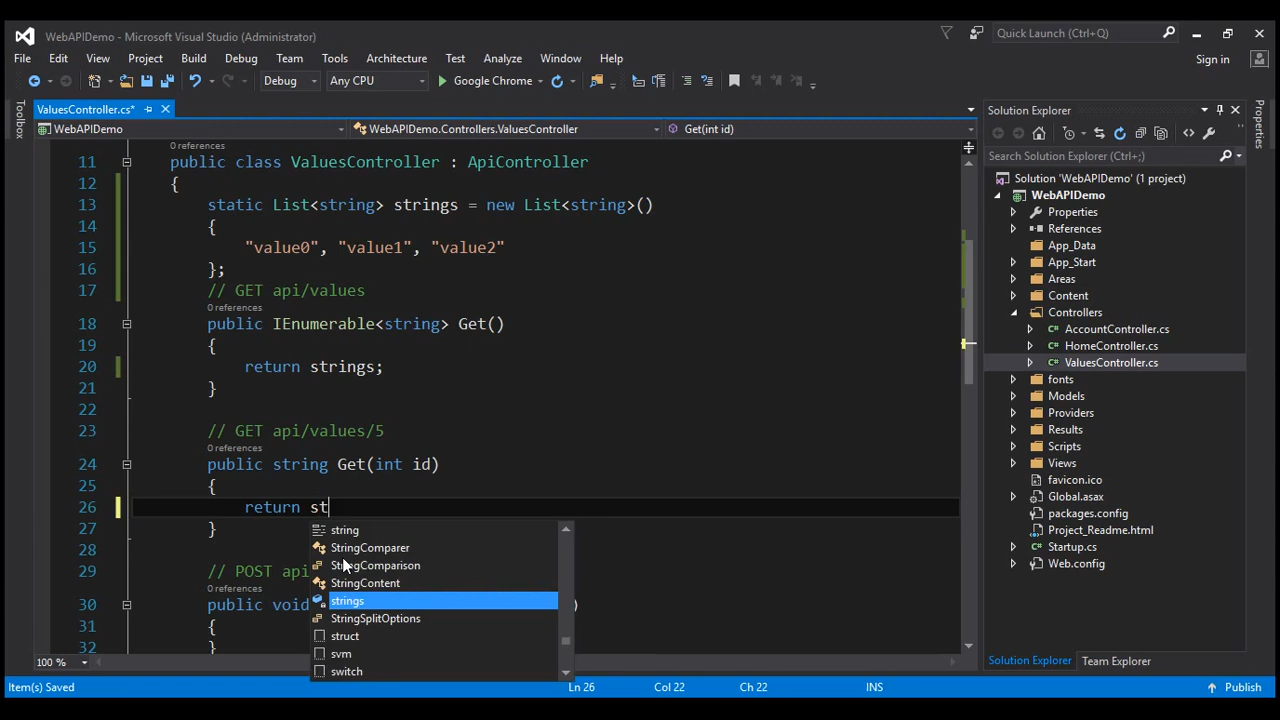 WebAPIDemo - Microsoft Visual Studio (Administrator)
Quick Launch (Ctrl+Q)
File Edit View Project Build Debug Team Tools Architecture Test Analyze Window Help
Sign in
Debug Any CPU Google Chrome
Toolbox
ValuesController.cs*
WebAPIDemo
WebAPIDemo.Controllers.ValuesController
Get(int id)
0 references
11 public class ValuesController : ApiController
12 {
13 static List<string> strings = new List<string>()
14 {
15 "value0", "value1", "value2"
16 };
17 // GET api/values
0 references
18 public IEnumerable<string> Get()
19 {
20 return strings;
21 }
22
23 // GET api/values/5
0 references
24 public string Get(int id)
25 {
26 return st
27 }
28
29 // POST api
0 references
30 public void )
31 {
32 {
string
StringComparer
StringComparison
StringContent
strings
StringSplitOptions
struct
svm
switch
100 %
Solution Explorer
Search Solution Explorer (Ctrl+;)
Solution 'WebAPIDemo' (1 project)
WebAPIDemo
Properties
References
App_Data
App_Start
Areas
Content
Controllers
AccountController.cs
HomeController.cs
ValuesController.cs
fonts
Models
Providers
Results
Scripts
Views
favicon.ico
Global.asax
packages.config
Project_Readme.html
Startup.cs
Web.config
Solution Explorer Team Explorer
Properties
Item(s) Saved Ln 26 Col 22 Ch 22 INS Publish